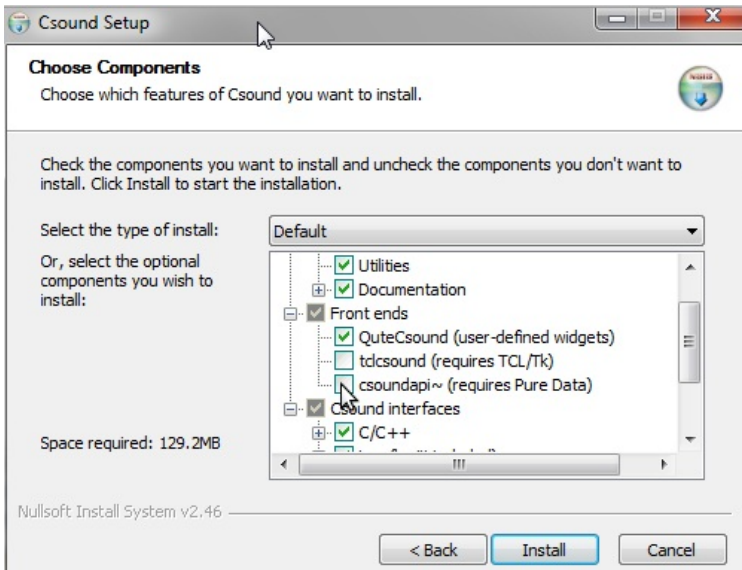 Csound Setup
Choose Components
Choose which features of Csound you want to install.
Check the components you want to install and uncheck the components you don't want to
install. Click Install to start the installation.
Select the type of install:
Default
Or, select the optional
components you wish to
install:
Utilities
Documentation
Front ends
QuteCsound (user-defined widgets)
tclcsound (requires TCL/Tk)
csoundapi~ (requires Pure Data)
Csound interfaces
C/C++
Space required: 129.2MB
Nullsoft Install System v2.46
< Back
Install
Cancel